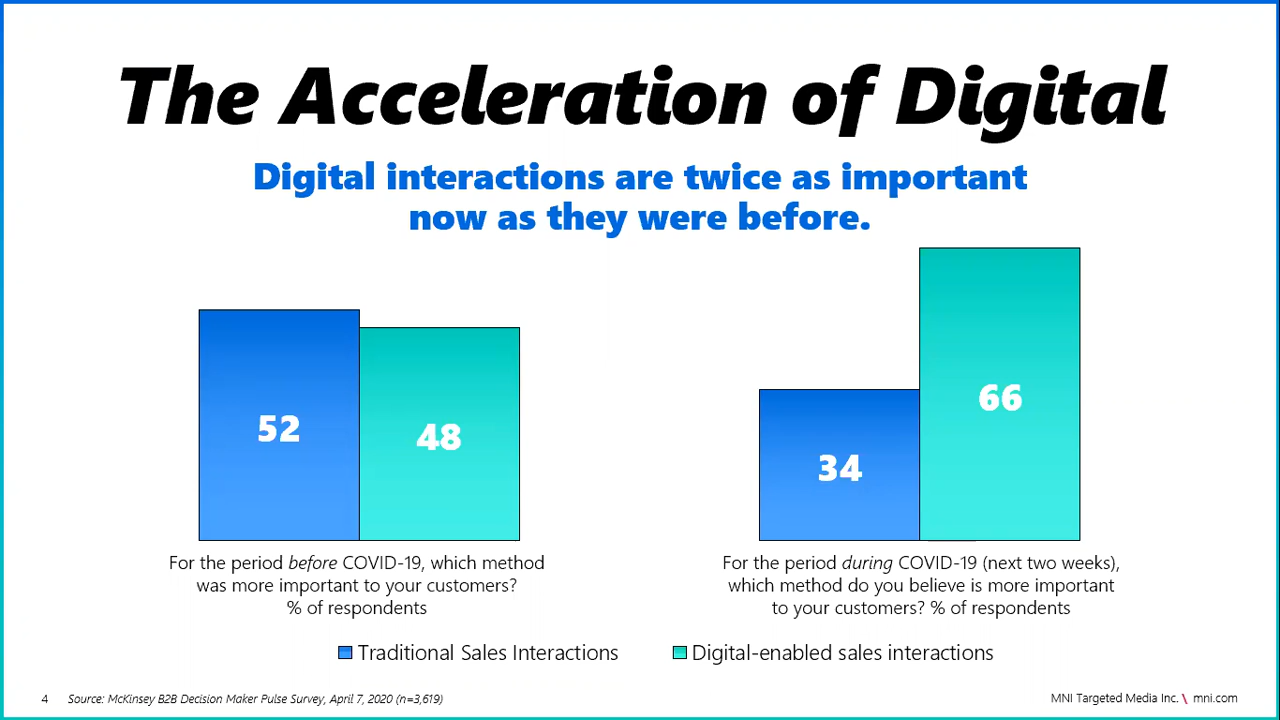 The Acceleration of Digital
Digital interactions are twice as important
now as they were before.
52
48
34
66
For the period before COVID-19, which method
was more important to your customers?
% of respondents
For the period during COVID-19 (next two weeks),
which method do you believe is more important
to your customers? % of respondents
Traditional Sales Interactions
Digital-enabled sales interactions
4 Source: McKinsey B2B Decision Maker Pulse Survey, April 7, 2020 (n=3,619)
MNI Targeted Media Inc. \ mni.com